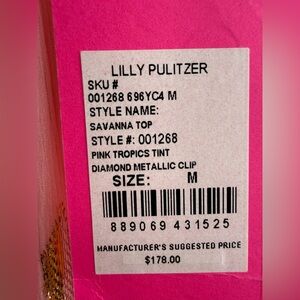 LILLY PULITZER
SKU #
001268 696YC4 M
STYLE NAME:
SAVANNA TOP
STYLE #: 001268
PINK TROPICS TINT
DIAMOND METALLIC CLIP
SIZE: M
889069 431525
MANUFACTURER'S SUGGESTED PRICE
$178.00